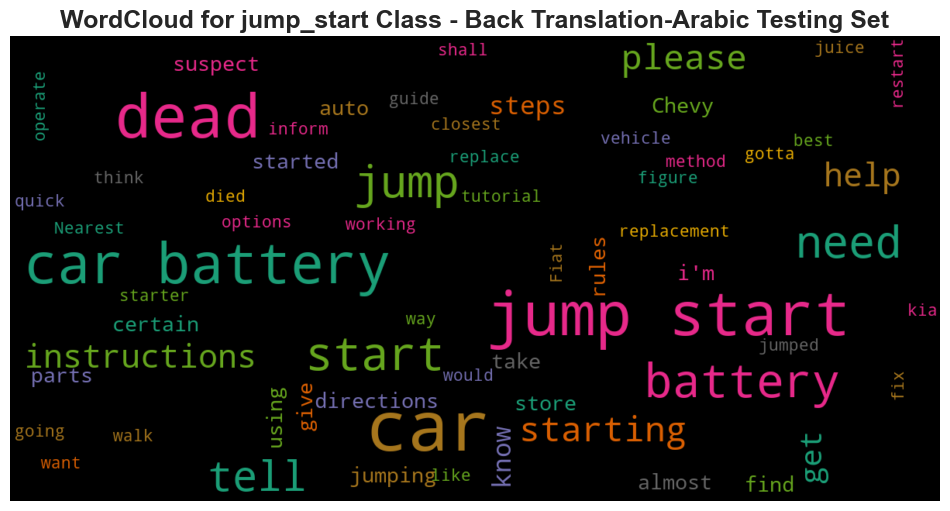 WordCloud for jump_start Class - Back Translation-Arabic Testing Set
shall
juice
restart
please
suspect
operate
dead
auto
guide
steps
Chevy
inform
closest
vehicle
best
started
replace
method
gotta
think
jump
tutorial
figure
help
quick
died
Nearest
options
working
replacement
need
car battery
Fiat
rules
i'm
starter
jump start
kia
certain
way
instructions
start
take
jumped
parts
would
battery
fix
using
give
directions
store
going
walk
car
know
starting
get
want
tell
jumping
like
almost
find